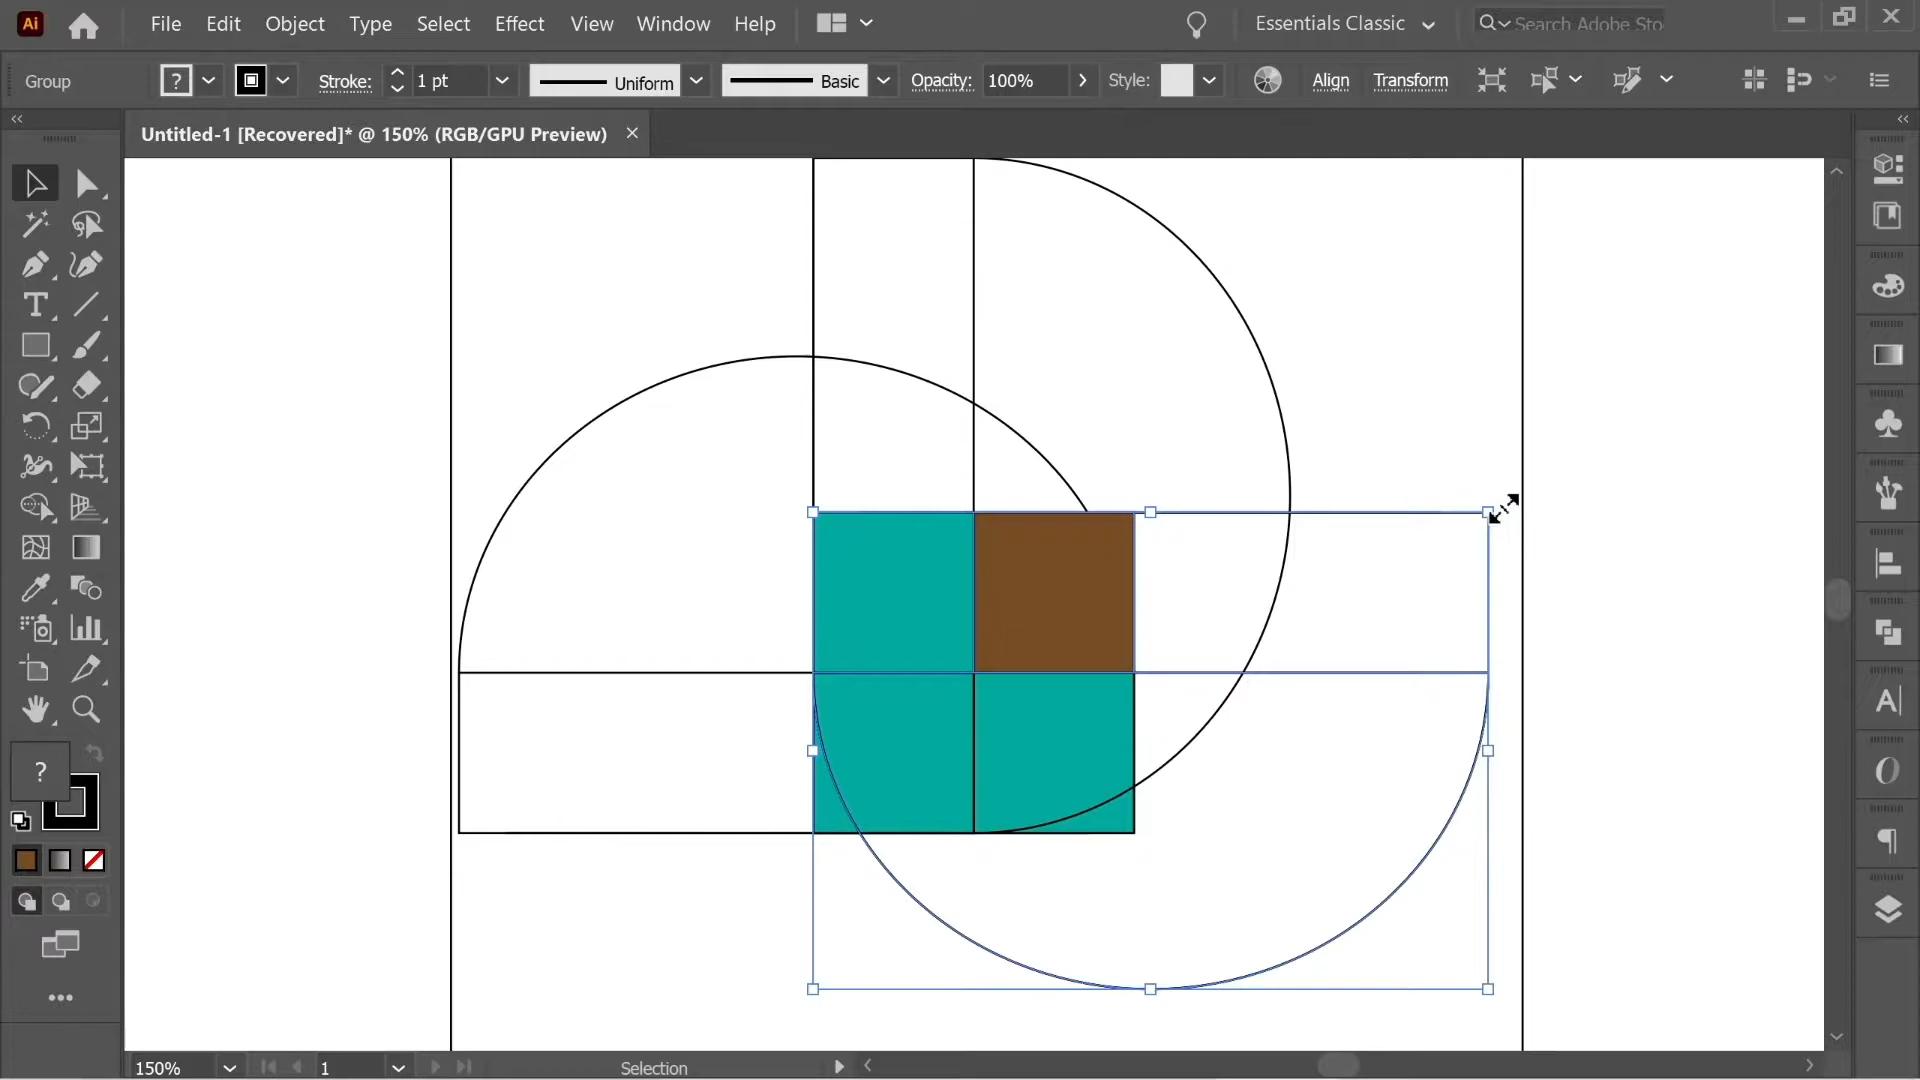 Ai File Edit Object Type Select Effect View Window Help Essentials Classic Search Adobe Sto
Group ? Stroke: 1 pt Uniform Basic Opacity: 100% Style: Align Transform
Untitled-1 [Recovered]* @ 150% (RGB/GPU Preview)
T
?
A
O
150% 1 Selection